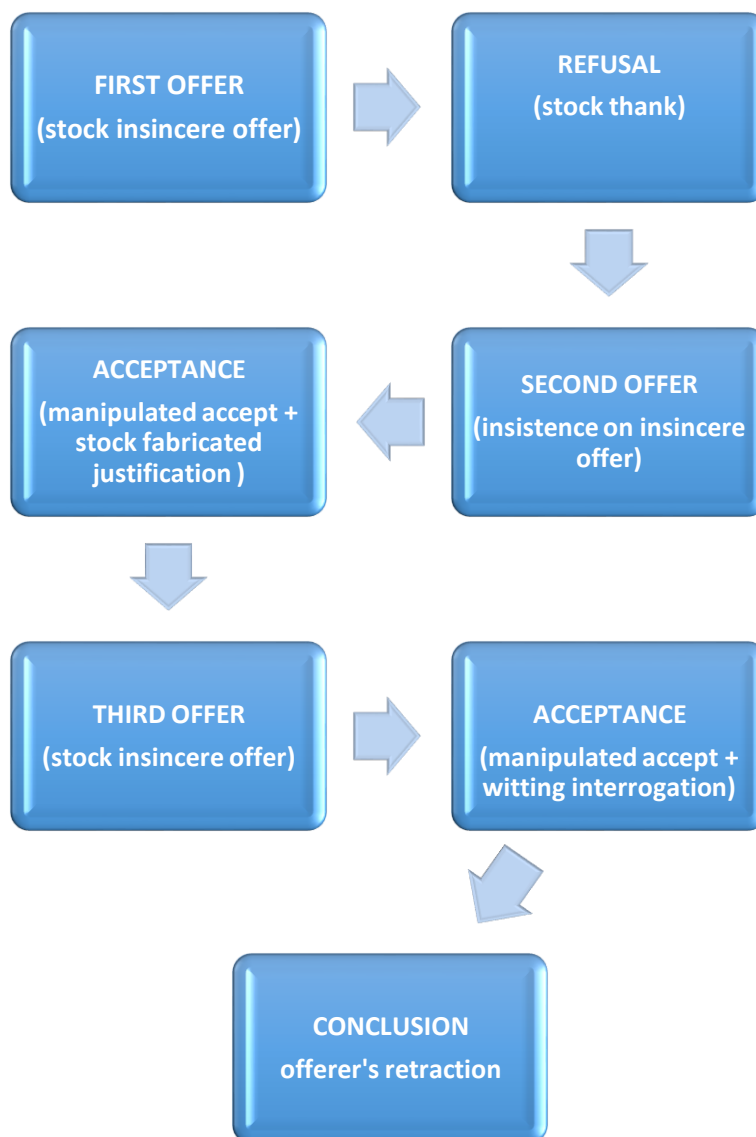 FIRST OFFER
(stock insincere offer)
REFUSAL
(stock thank)
SECOND OFFER
(insistence on insincere
offer)
ACCEPTANCE
(manipulated accept +
stock fabricated
justification )
THIRD OFFER
(stock insincere offer)
ACCEPTANCE
(manipulated accept +
witting interrogation)
CONCLUSION
offerer's retraction